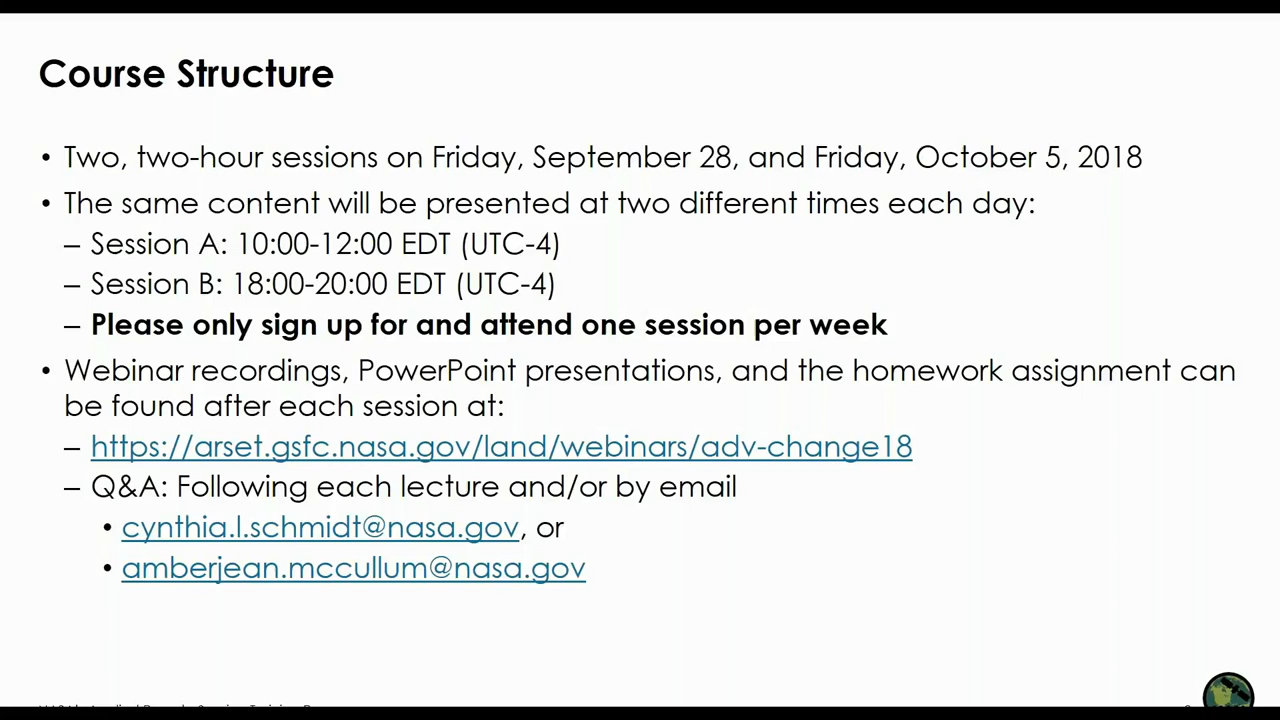 Course Structure
• Two, two-hour sessions on Friday, September 28, and Friday, October 5, 2018
• The same content will be presented at two different times each day:
– Session A: 10:00-12:00 EDT (UTC-4)
– Session B: 18:00-20:00 EDT (UTC-4)
– Please only sign up for and attend one session per week
• Webinar recordings, PowerPoint presentations, and the homework assignment can
be found after each session at:
– https://arset.gsfc.nasa.gov/land/webinars/adv-change18
– Q&A: Following each lecture and/or by email
• cynthia.l.schmidt@nasa.gov, or
• amberjean.mccullum@nasa.gov